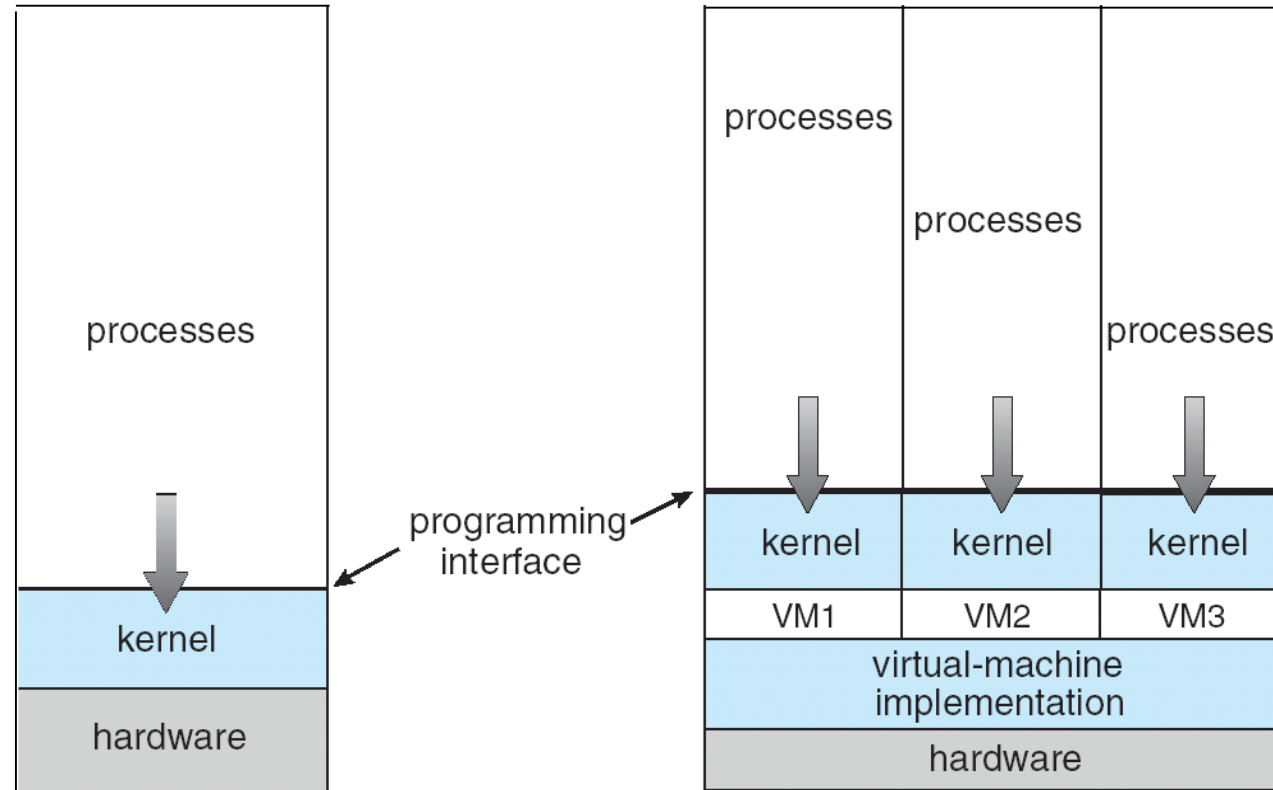 processes
kernel
hardware
programming
interface
processes
processes
processes
kernel
kernel
kernel
VM1
VM2
VM3
virtual-machine
implementation
hardware